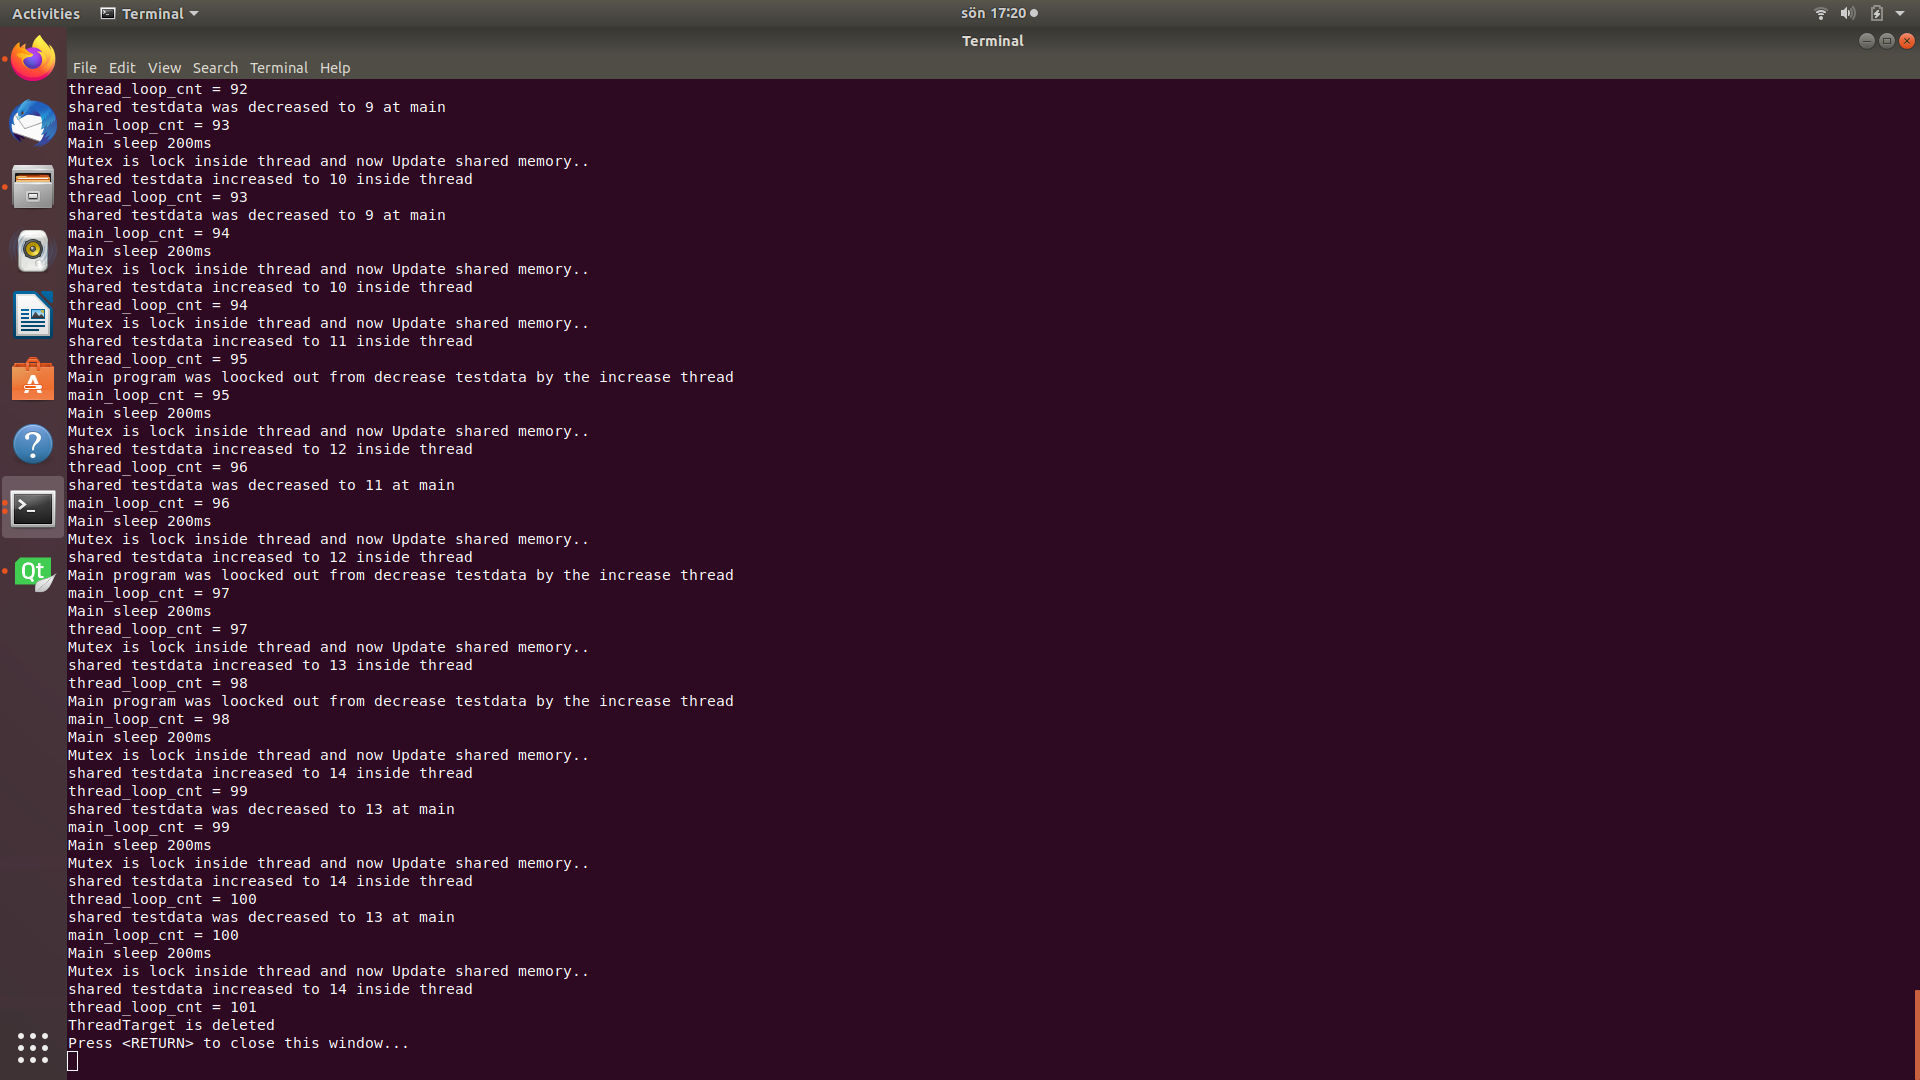 Activities Terminal sön 17:20
Terminal
File Edit View Search Terminal Help
thread_loop_cnt = 92
shared testdata was decreased to 9 at main
main_loop_cnt = 93
Main sleep 200ms
Mutex is lock inside thread and now Update shared memory..
shared testdata increased to 10 inside thread
thread_loop_cnt = 93
shared testdata was decreased to 9 at main
main_loop_cnt = 94
Main sleep 200ms
Mutex is lock inside thread and now Update shared memory..
shared testdata increased to 10 inside thread
thread_loop_cnt = 94
Mutex is lock inside thread and now Update shared memory..
shared testdata increased to 11 inside thread
thread_loop_cnt = 95
Main program was loocked out from decrease testdata by the increase thread
main_loop_cnt = 95
Main sleep 200ms
Mutex is lock inside thread and now Update shared memory..
shared testdata increased to 12 inside thread
thread_loop_cnt = 96
shared testdata was decreased to 11 at main
main_loop_cnt = 96
Main sleep 200ms
Mutex is lock inside thread and now Update shared memory..
shared testdata increased to 12 inside thread
Main program was loocked out from decrease testdata by the increase thread
main_loop_cnt = 97
Main sleep 200ms
thread_loop_cnt = 97
Mutex is lock inside thread and now Update shared memory..
shared testdata increased to 13 inside thread
thread_loop_cnt = 98
Main program was loocked out from decrease testdata by the increase thread
main_loop_cnt = 98
Main sleep 200ms
Mutex is lock inside thread and now Update shared memory..
shared testdata increased to 14 inside thread
thread_loop_cnt = 99
shared testdata was decreased to 13 at main
main_loop_cnt = 99
Main sleep 200ms
Mutex is lock inside thread and now Update shared memory..
shared testdata increased to 14 inside thread
thread_loop_cnt = 100
shared testdata was decreased to 13 at main
main_loop_cnt = 100
Main sleep 200ms
Mutex is lock inside thread and now Update shared memory..
shared testdata increased to 14 inside thread
thread_loop_cnt = 101
ThreadTarget is deleted
Press <RETURN> to close this window...
Qt